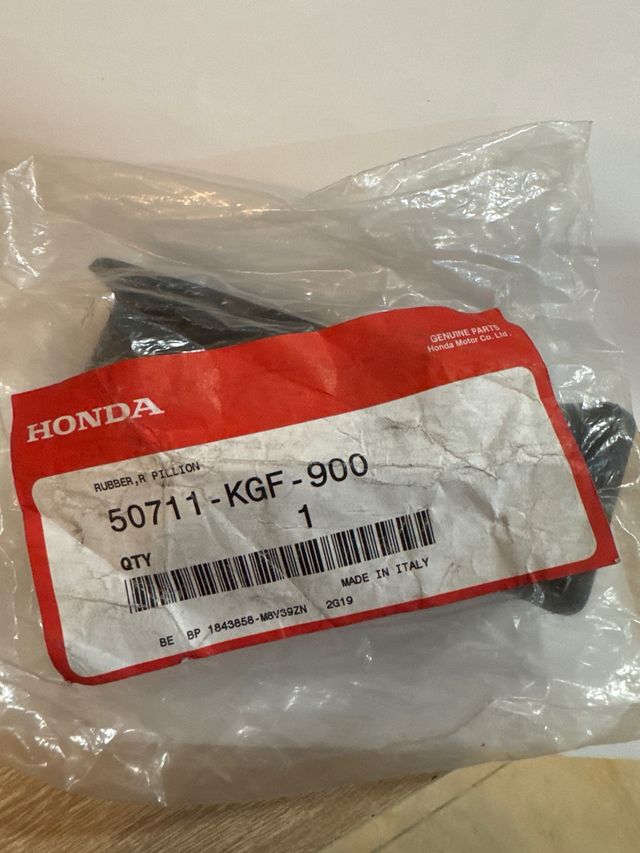 GENUINE PARTS
Honda Motor Co. Ltd.
HONDA
RUBBER,R PILLION
50711-KGF-900
1
QTY
MADE IN ITALY
BE BP 1843858-M8V39ZN 2G19